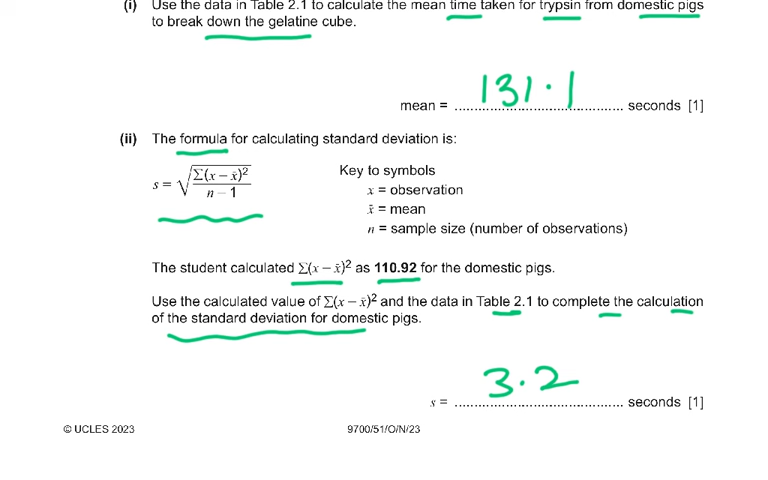 (i) Use the data in Table 2.1 to calculate the mean time taken for trypsin from domestic pigs
to break down the gelatine cube.
mean = 131.1 seconds [1]
(ii) The formula for calculating standard deviation is:
s = √(Σ(x – x̄)² / (n – 1))
Key to symbols
x = observation
x̄ = mean
n = sample size (number of observations)
The student calculated Σ(x – x̄)² as 110.92 for the domestic pigs.
Use the calculated value of Σ(x – x̄)² and the data in Table 2.1 to complete the calculation
of the standard deviation for domestic pigs.
s = 3.2 seconds [1]
© UCLES 2023 9700/51/O/N/23